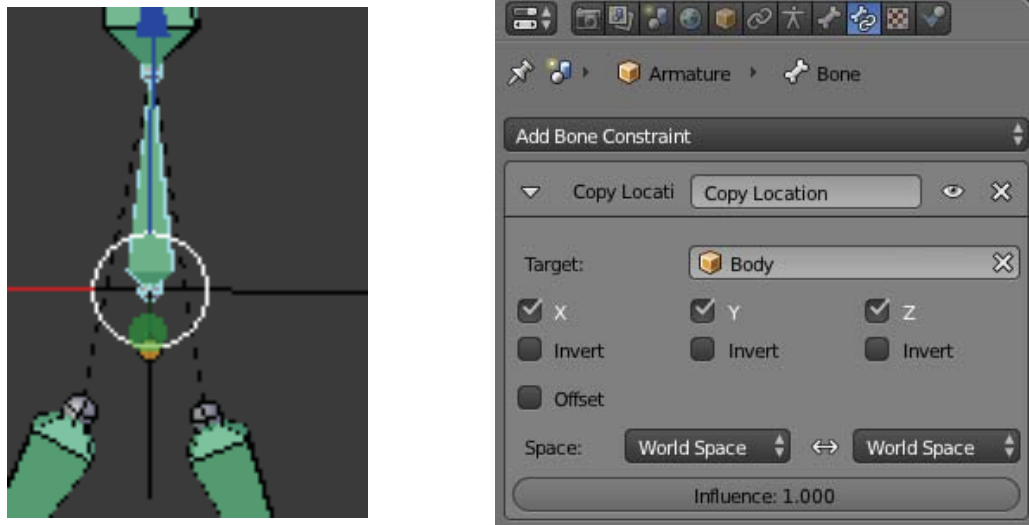 Armature Bone
Add Bone Constraint
Copy Locati Copy Location
Target: Body
X Y Z
Invert Invert Invert
Offset
Space: World Space World Space
Influence: 1.000